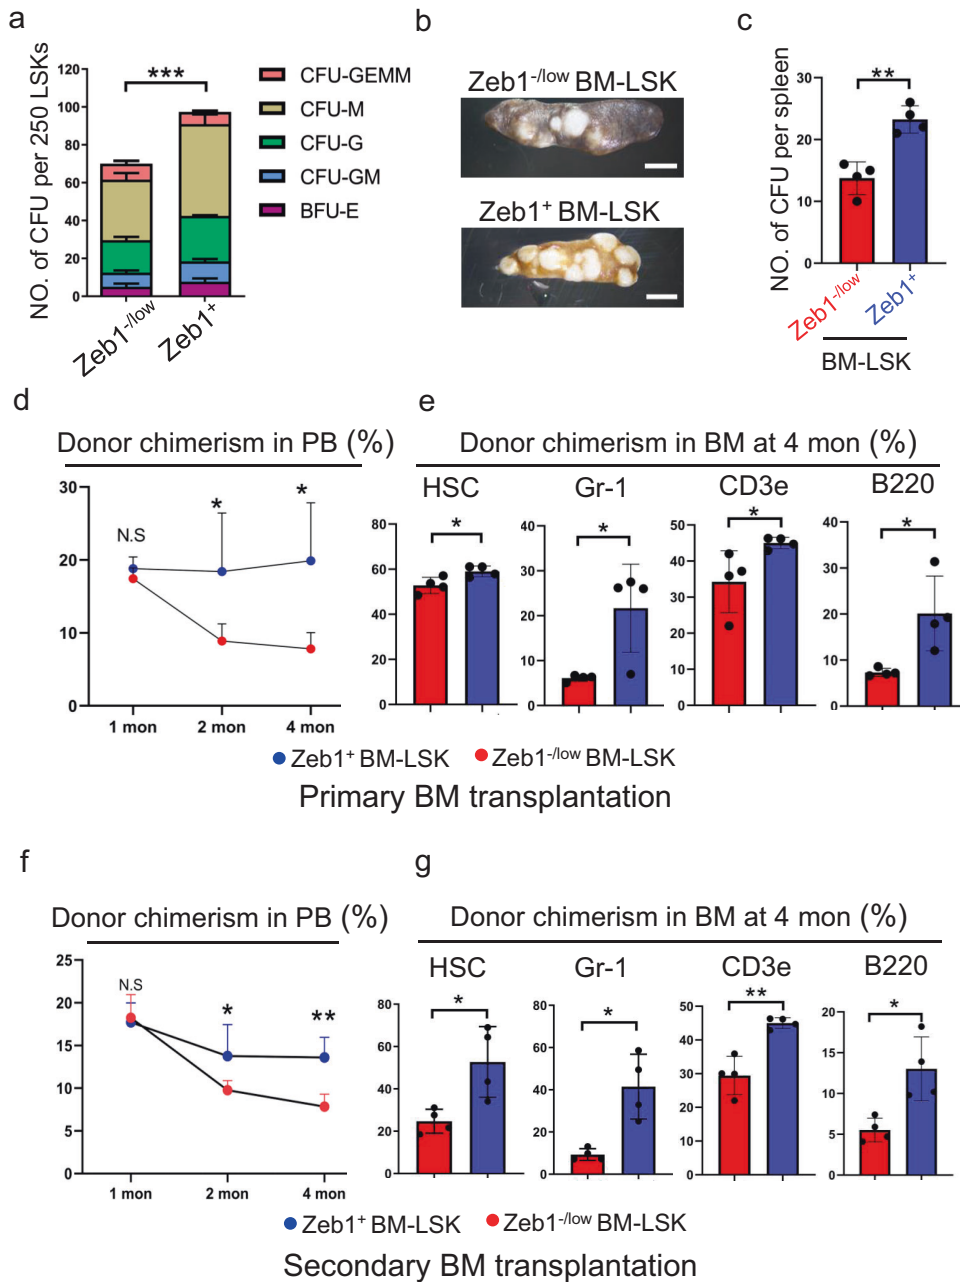 a
NO. of CFU per 250 LSKs
120
100
80
60
40
20
0
***
Zeb1-/low
Zeb1+
CFU-GEMM
CFU-M
CFU-G
CFU-GM
BFU-E
b
Zeb1-/low BM-LSK
Zeb1+ BM-LSK
c
NO. of CFU per spleen
30
20
10
0
**
Zeb1-/low
Zeb1+
BM-LSK
d
Donor chimerism in PB (%)
30
20
10
0
N.S
*
*
1 mon
2 mon
4 mon
e
Donor chimerism in BM at 4 mon (%)
HSC
80
60
40
20
0
*
Gr-1
40
30
20
10
0
*
CD3e
50
40
30
20
10
0
*
B220
40
30
20
10
0
*
Zeb1+ BM-LSK
Zeb1-/low BM-LSK
Primary BM transplantation
f
Donor chimerism in PB (%)
25
20
15
10
5
0
N.S
*
**
1 mon
2 mon
4 mon
g
Donor chimerism in BM at 4 mon (%)
HSC
80
60
40
20
0
*
Gr-1
80
60
40
20
0
*
CD3e
50
40
30
20
10
0
**
B220
20
15
10
5
0
*
Zeb1+ BM-LSK
Zeb1-/low BM-LSK
Secondary BM transplantation